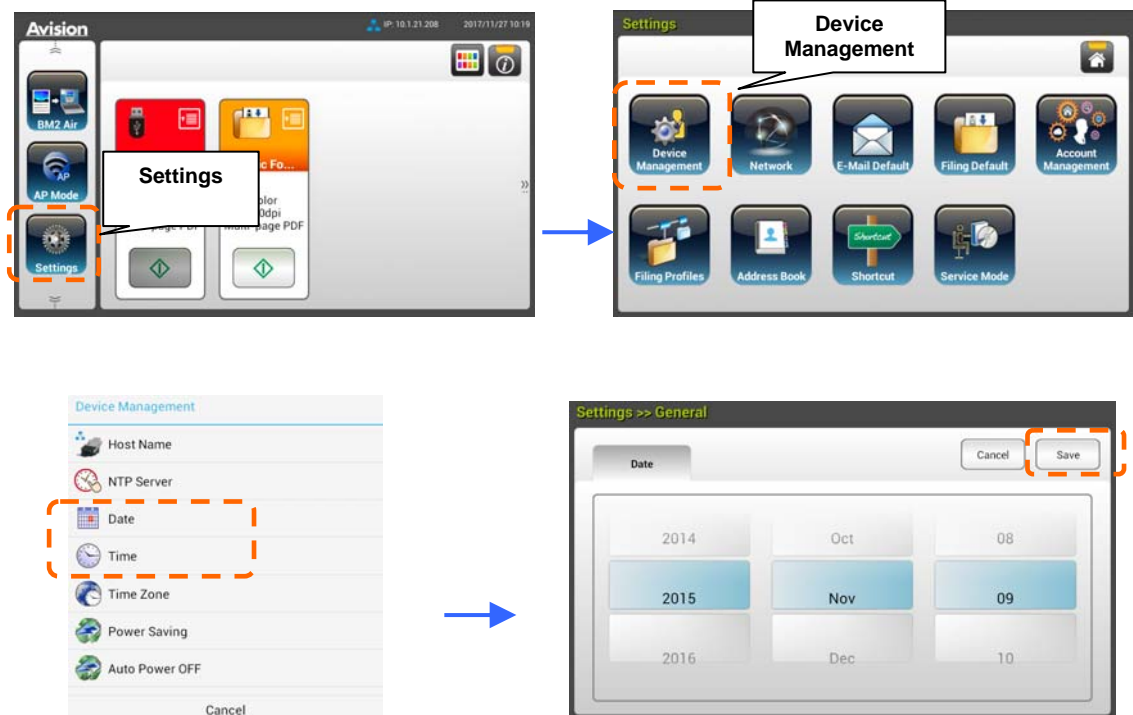 Avision
IP: 10.1.21.208 2017/11/27 10:19
BM2 Air
AP
AP Mode
Settings
Settings
c Fo...
olor
0dpi
page PDF
Settings
Device
Management
Device
Management
Network
E-Mail Default
Filing Default
Account
Management
Filing Profiles
Address Book
Shortcut
Shortcut
Service Mode
Device Management
Host Name
NTP Server
Date
Time
Time Zone
Power Saving
Auto Power OFF
Cancel
Settings >> General
Date
Cancel
Save
2014 Oct 08
2015 Nov 09
2016 Dec 10